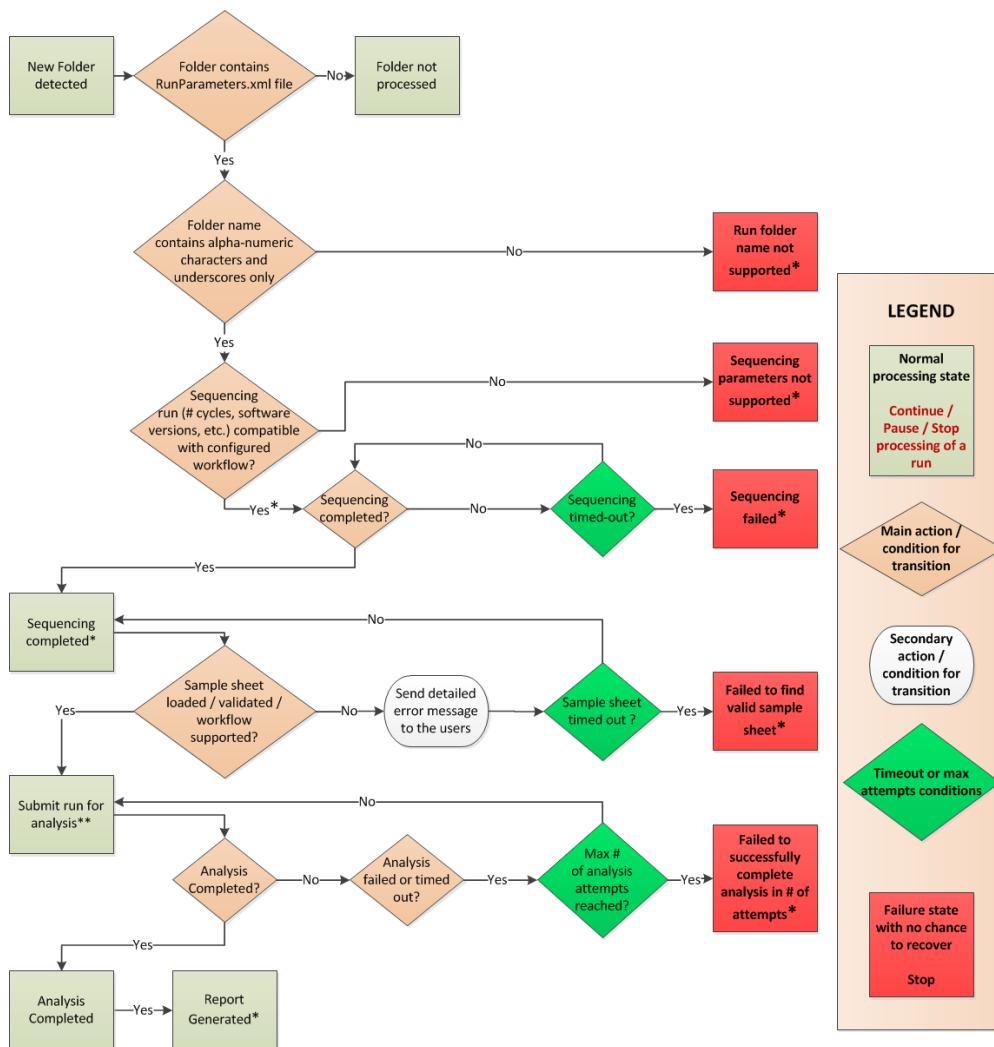 New Folder
detected
Folder contains
RunParameters.xml file
No
Folder not
processed
Yes
Folder name
contains alpha-numeric
characters and
underscores only
No
Run folder
name not
supported*
Yes
Sequencing
run (# cycles, software
versions, etc.) compatible
with configured
workflow?
No
Sequencing
parameters not
supported
*
Yes*
Sequencing
completed?
No
No
Sequencing
timed-out?
Yes
Sequencing
failed*
Yes
Sequencing
completed*
No
Sample sheet
loaded / validated /
workflow
supported?
No
Send detailed
error message
to the users
Sample sheet
timed out ?
Yes
Failed to find
valid sample
sheet*
Yes
Submit run for
analysis**
No
Analysis
Completed?
No
Analysis
failed or timed
out?
Yes
Max #
of analysis
attempts
reached?
Yes
Failed to
successfully
complete
analysis in # of
attempts*
Yes
Analysis
Completed
Yes
Report
Generated*
LEGEND
Normal
processing state
Continue /
Pause / Stop
processing of a
run
Main action /
condition for
transition
Secondary
action /
condition for
transition
Timeout or max
attempts conditions
Failure state
with no chance
to recover
Stop